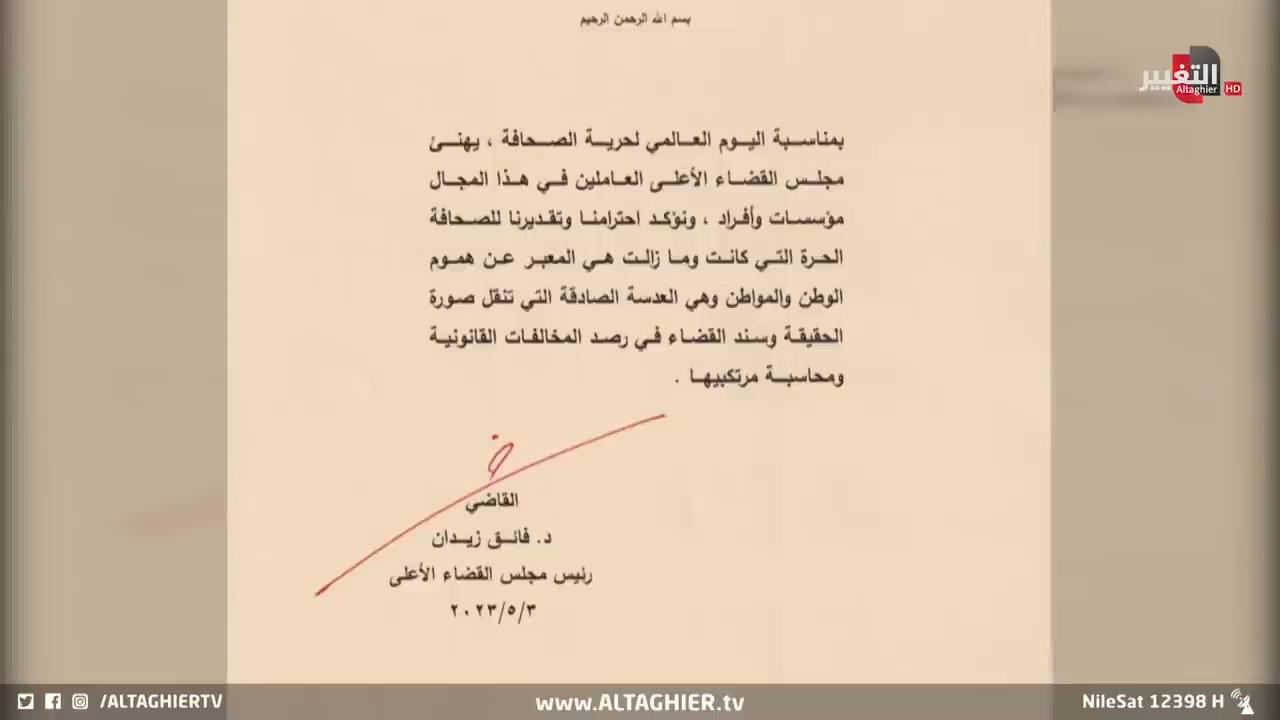 بسم الله الرحمن الرحيم
التغيير
Altaghier HD
بمناسبة اليوم العالمي لحرية الصحافة ، يهنئ
مجلس القضاء الأعلى العاملين في هذا المجال
مؤسسات وأفراد ، ونؤكد احترامنا وتقديرنا للصحافة
الحرة التي كانت وما زالت هي المعبر عن هموم
الوطن والمواطن وهي العدسة الصادقة التي تنقل صورة
الحقيقة وسند القضاء في رصد المخالفات القانونية
ومحاسبة مرتكبيها .
القاضي
د. فائق زيدان
رئيس مجلس القضاء الأعلى
٢٠٢٣/٥/٣
/ALTAGHIERTV
www.ALTAGHIER.tv
NileSat 12398 H